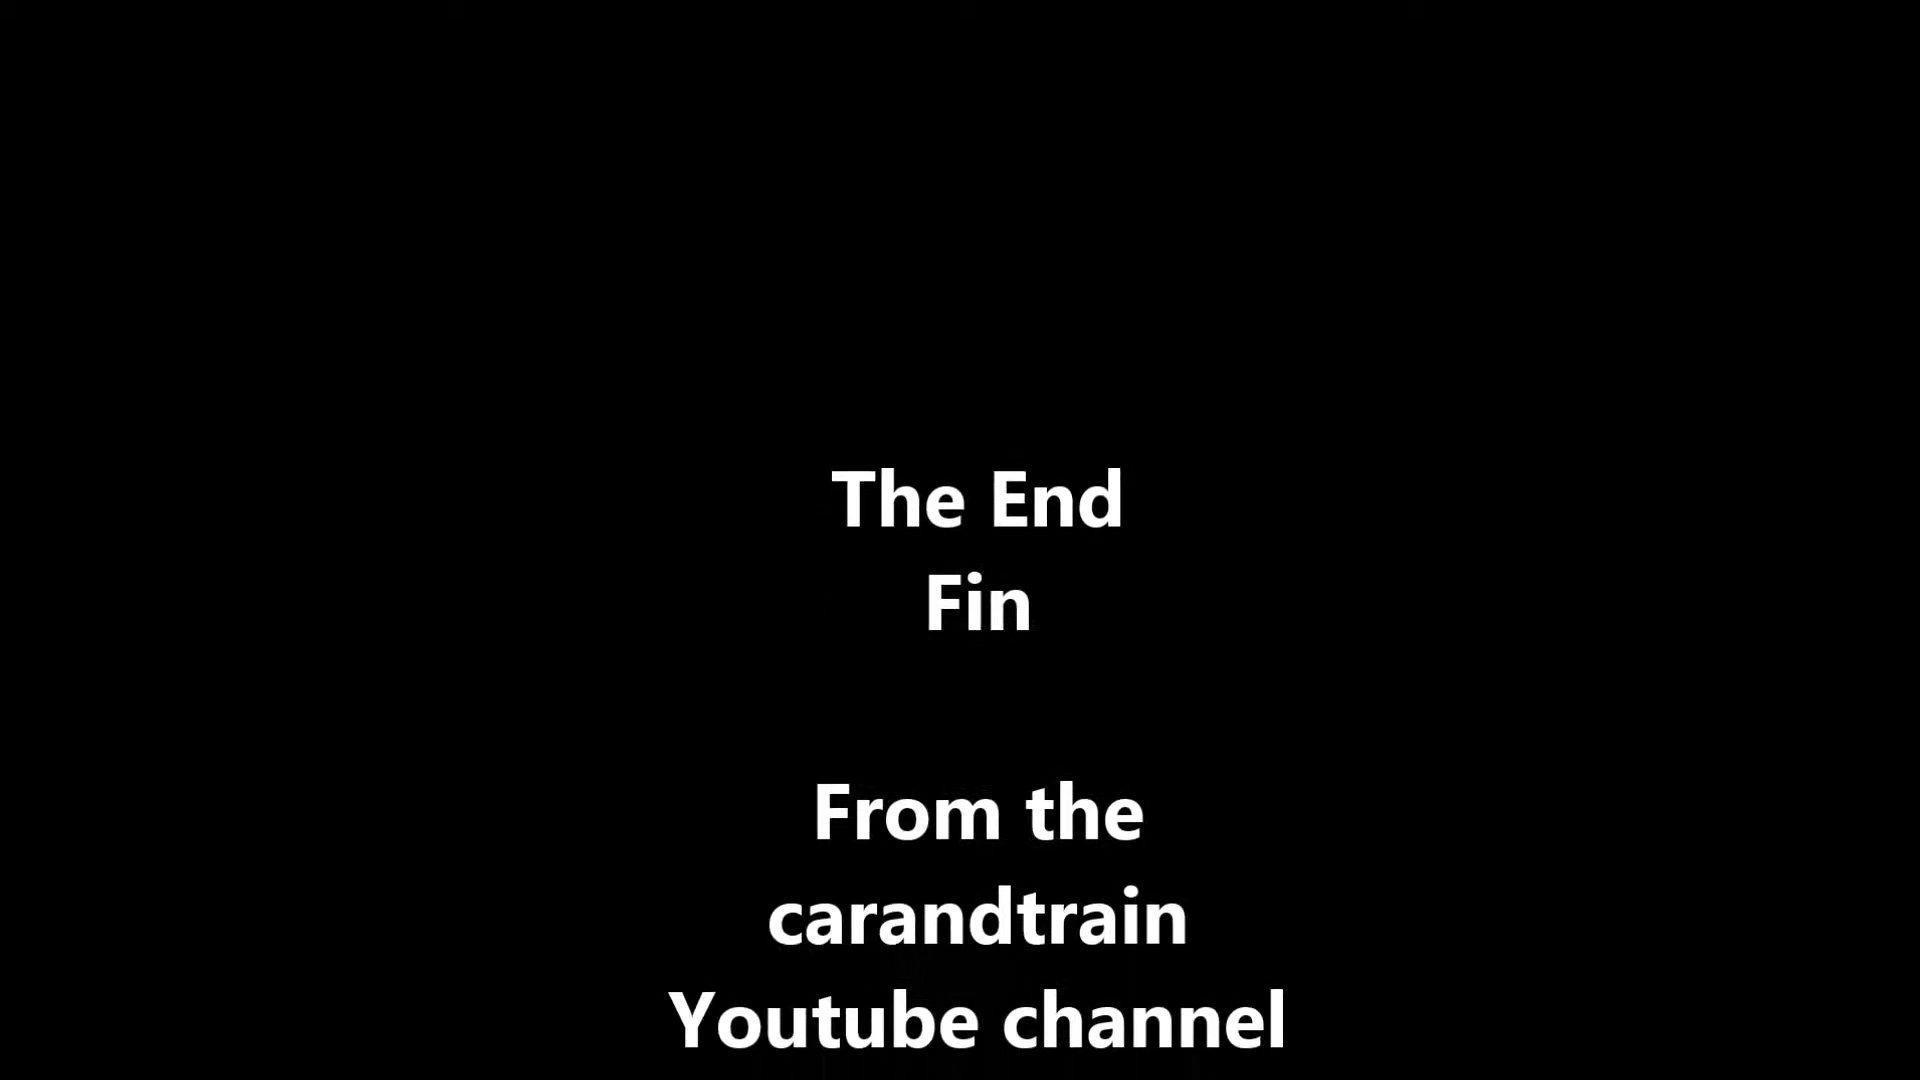 The End
Fin
From the
carandtrain
Youtube channel